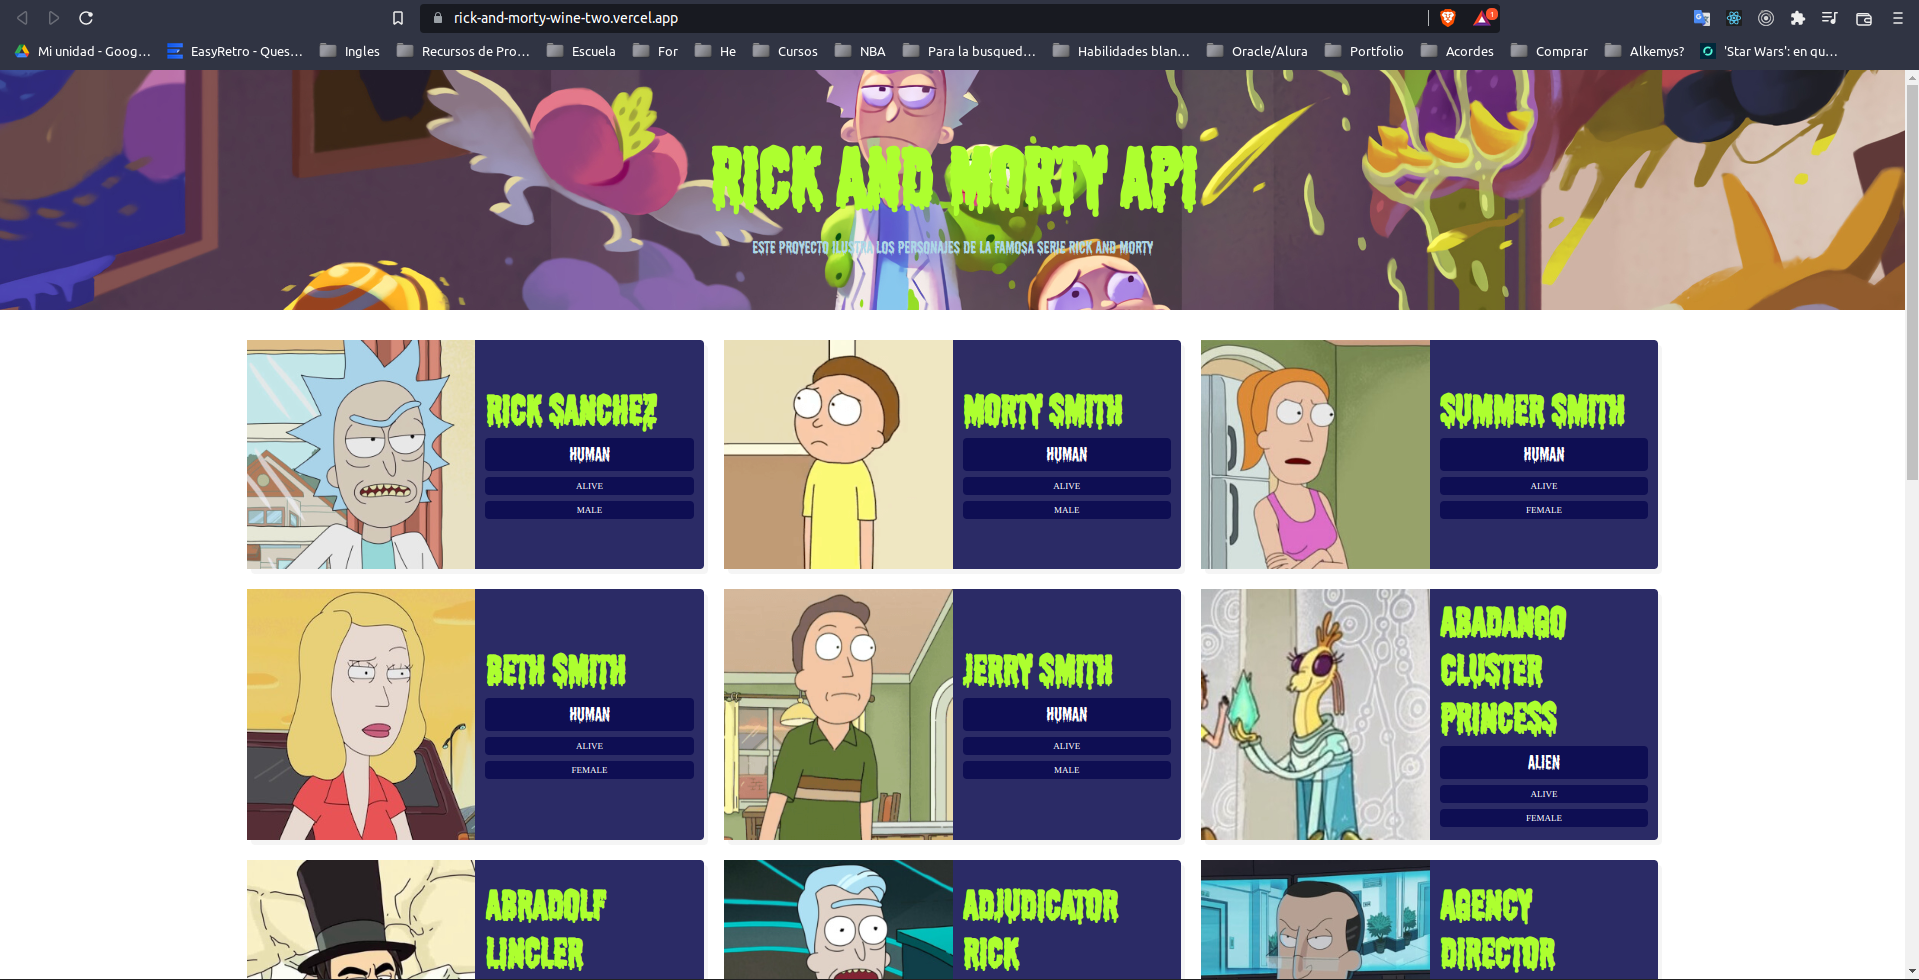 rick-and-morty-wine-two.vercel.app
1
Mi unidad - Goog...
EasyRetro - Ques...
Ingles
Recursos de Pro...
Escuela
For
He
Cursos
NBA
Para la busqued...
Habilidades blan...
Oracle/Alura
Portfolio
Acordes
Comprar
Alkemys?
'Star Wars': en qu...
RICK AND MORTY API
ESTE PROYECTO ILUSTRA LOS PERSONAJES DE LA FAMOSA SERIE RICK AND MORTY
RICK SANCHEZ
HUMAN
ALIVE
MALE
MORTY SMITH
HUMAN
ALIVE
MALE
SUMMER SMITH
HUMAN
ALIVE
FEMALE
BETH SMITH
HUMAN
ALIVE
FEMALE
JERRY SMITH
HUMAN
ALIVE
MALE
ABADANGO
CLUSTER
PRINCESS
ALIEN
ALIVE
FEMALE
ABRADOLF
LINCLER
ADJUDICATOR
RICK
AGENCY
DIRECTOR